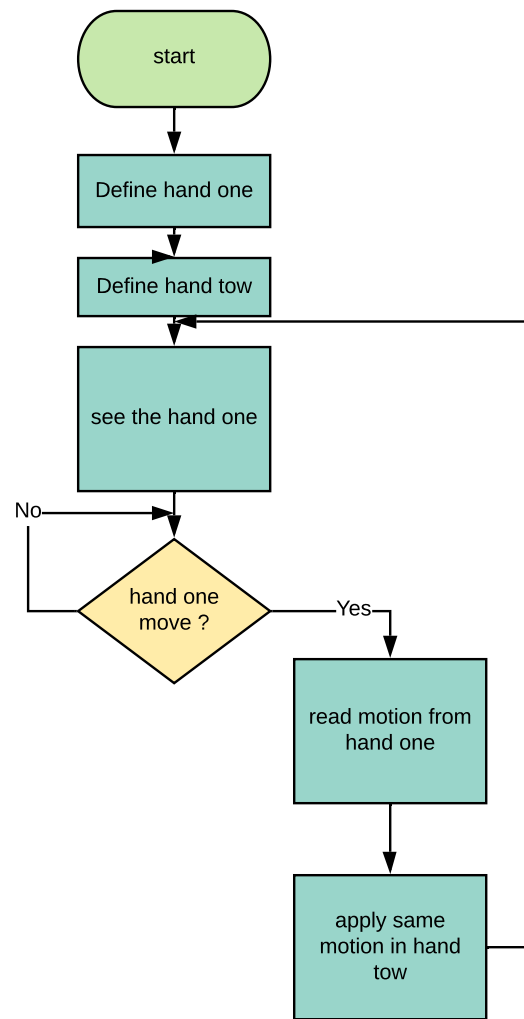 start
Define hand one
Define hand tow
see the hand one
No
hand one
move ?
Yes
read motion from
hand one
apply same
motion in hand
tow